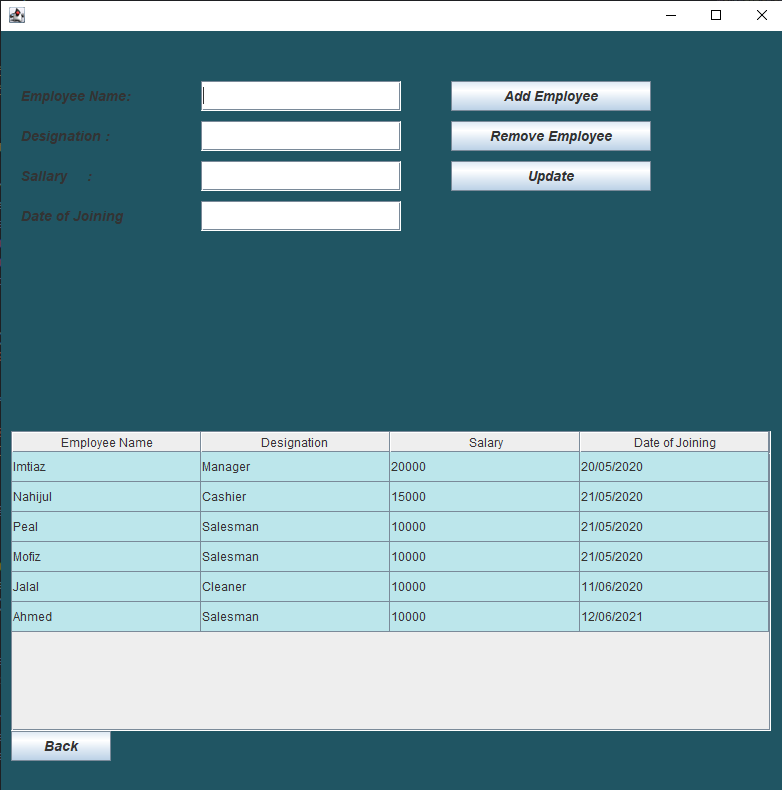 Employee Name: Add Employee
Designation : Remove Employee
Sallary : Update
Date of Joining
Employee Name Designation Salary Date of Joining
Imtiaz Manager 20000 20/05/2020
Nahijul Cashier 15000 21/05/2020
Peal Salesman 10000 21/05/2020
Mofiz Salesman 10000 21/05/2020
Jalal Cleaner 10000 11/06/2020
Ahmed Salesman 10000 12/06/2021
Back